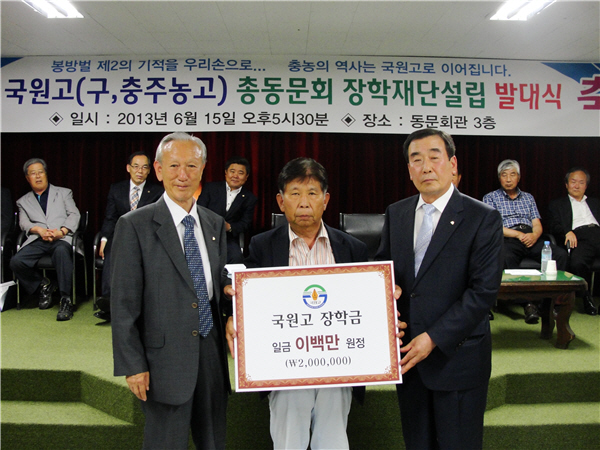 봉방벌 제2의 기적을 우리손으로... 충농의 역사는 국원고로 이어집니다.
국원고(구,충주농고) 총동문회 장학재단설립 발대식
◈ 일시 : 2013년 6월 15일 오후5시30분 ◈ 장소 : 동문회관 3층
국원고 장학금
일금 이백만 원정
(₩2,000,000)